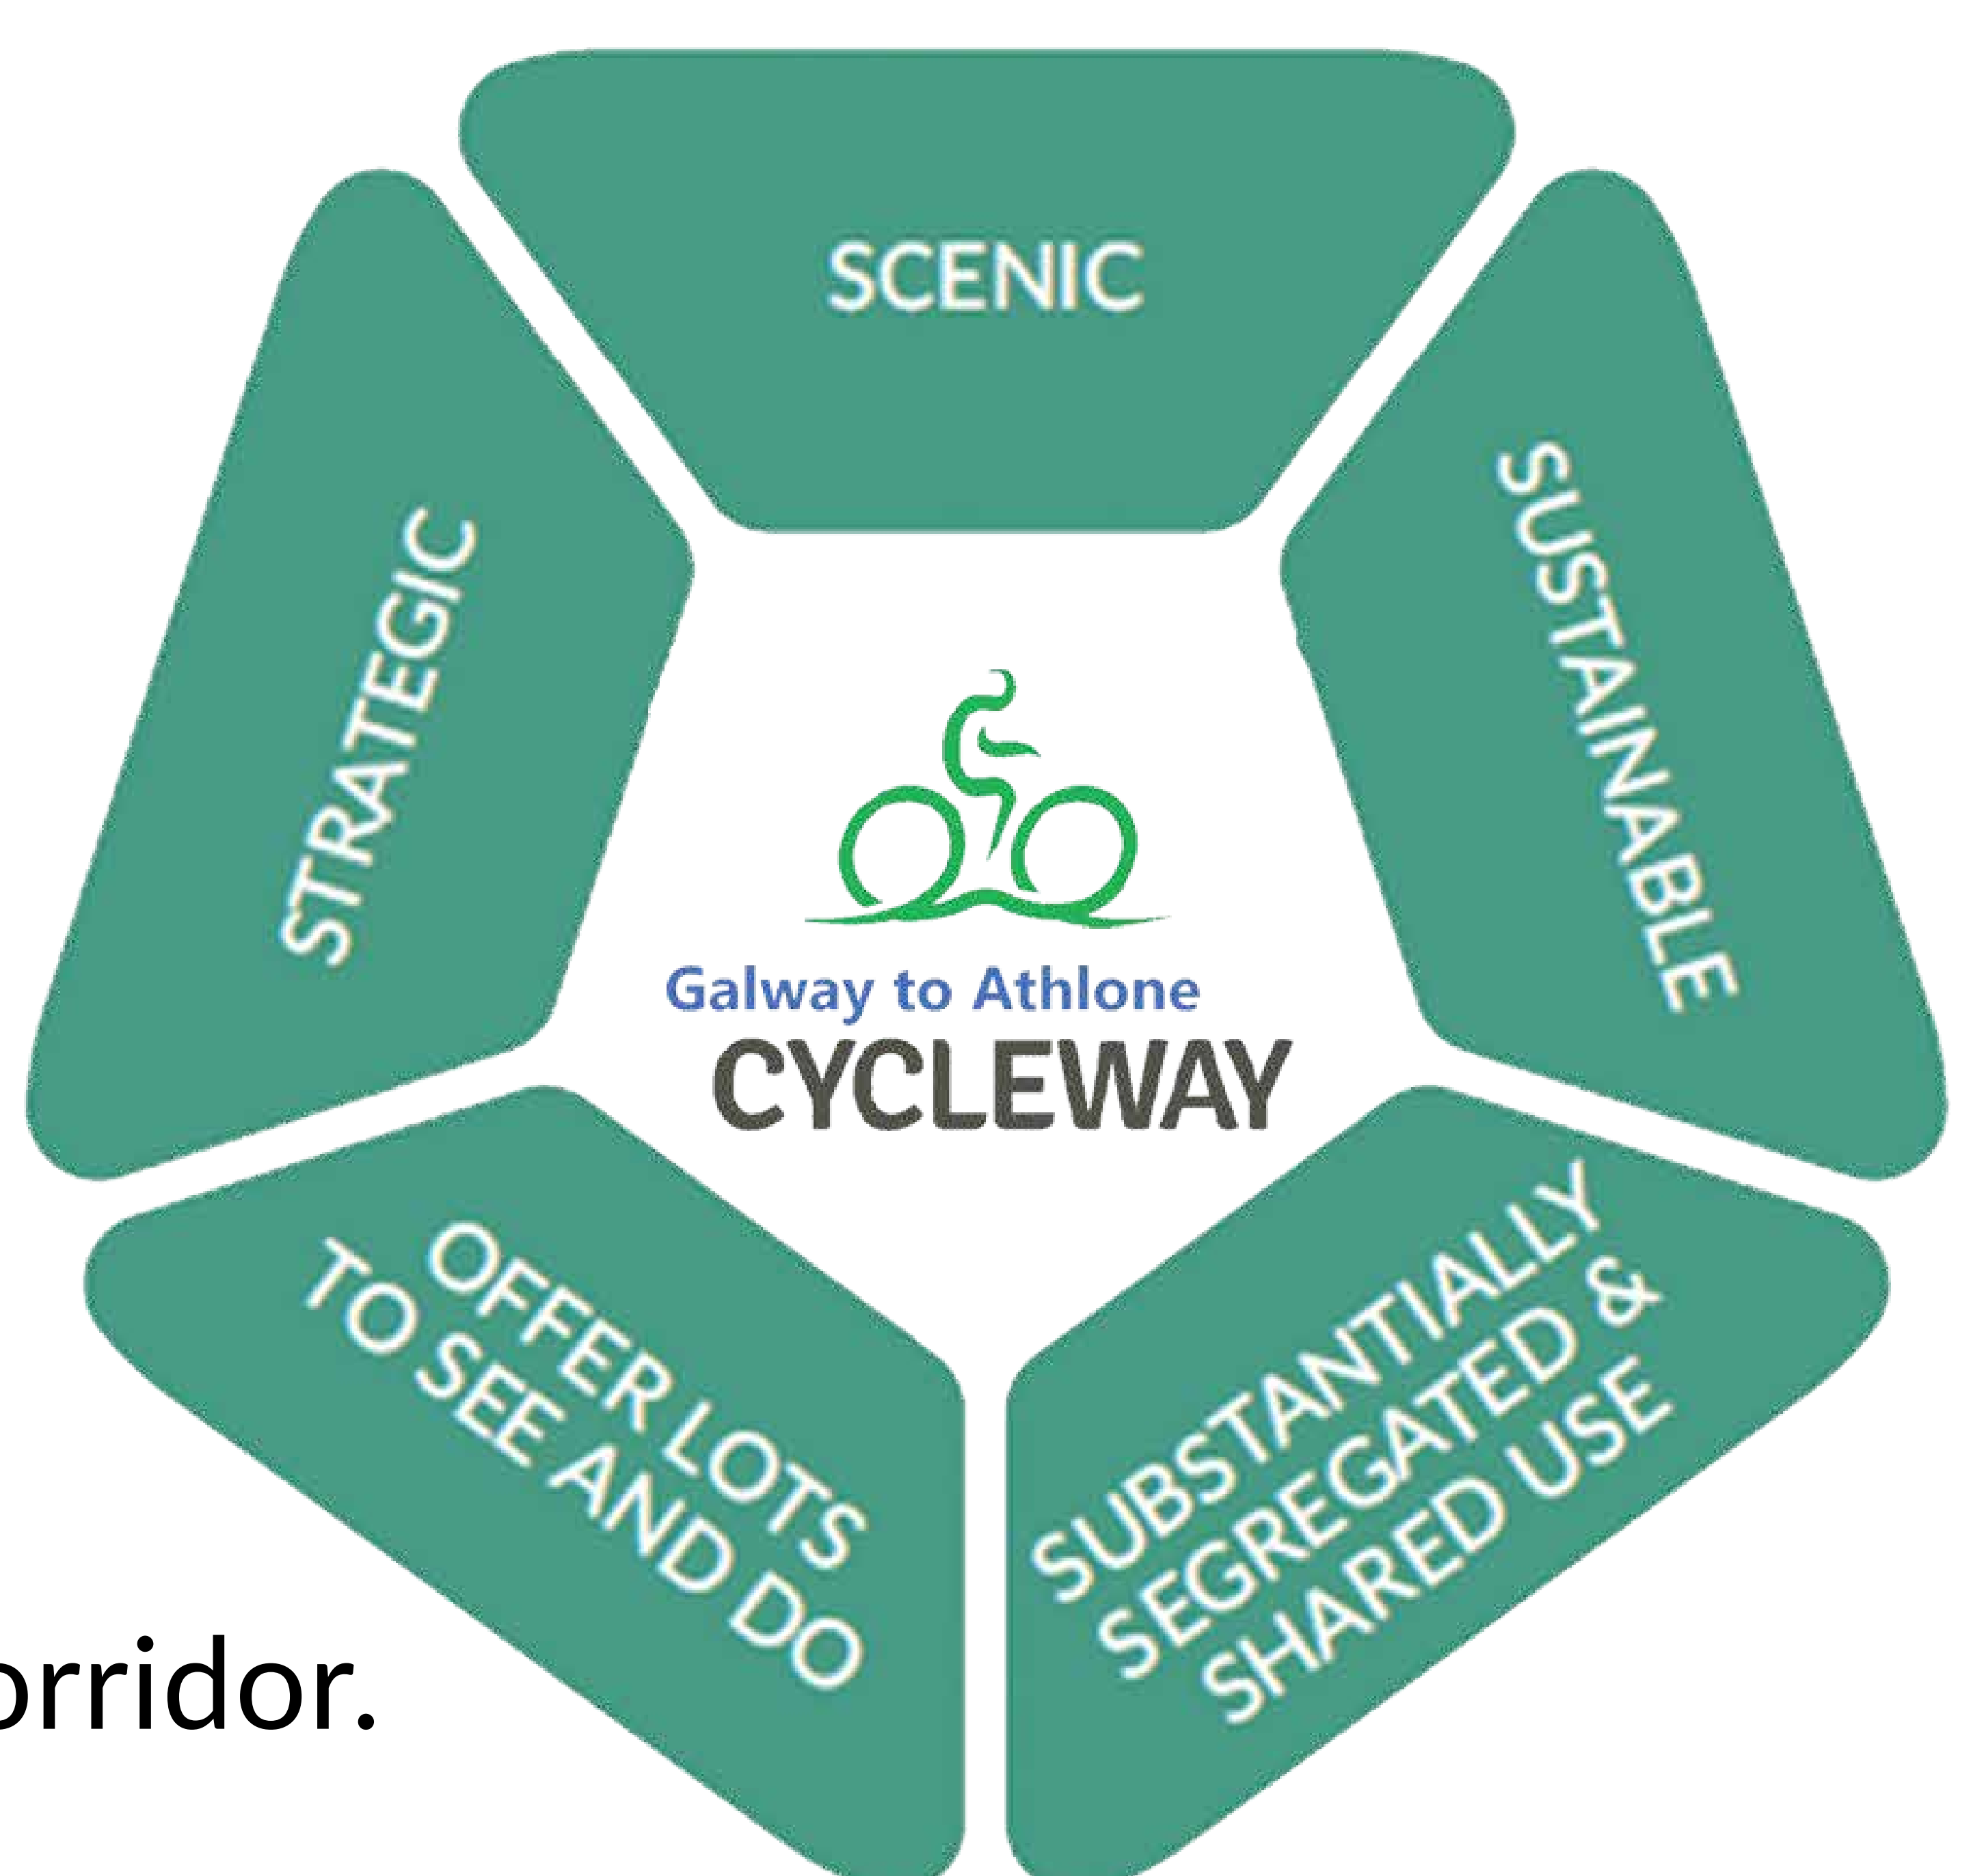 SCENIC
SUSTAINABLE
SUBSTANTIALLY
SEGREGATED &
SHARED USE
OFFER LOTS
TO SEE AND DO
STRATEGIC
Galway to Athlone
CYCLEWAY
orridor.